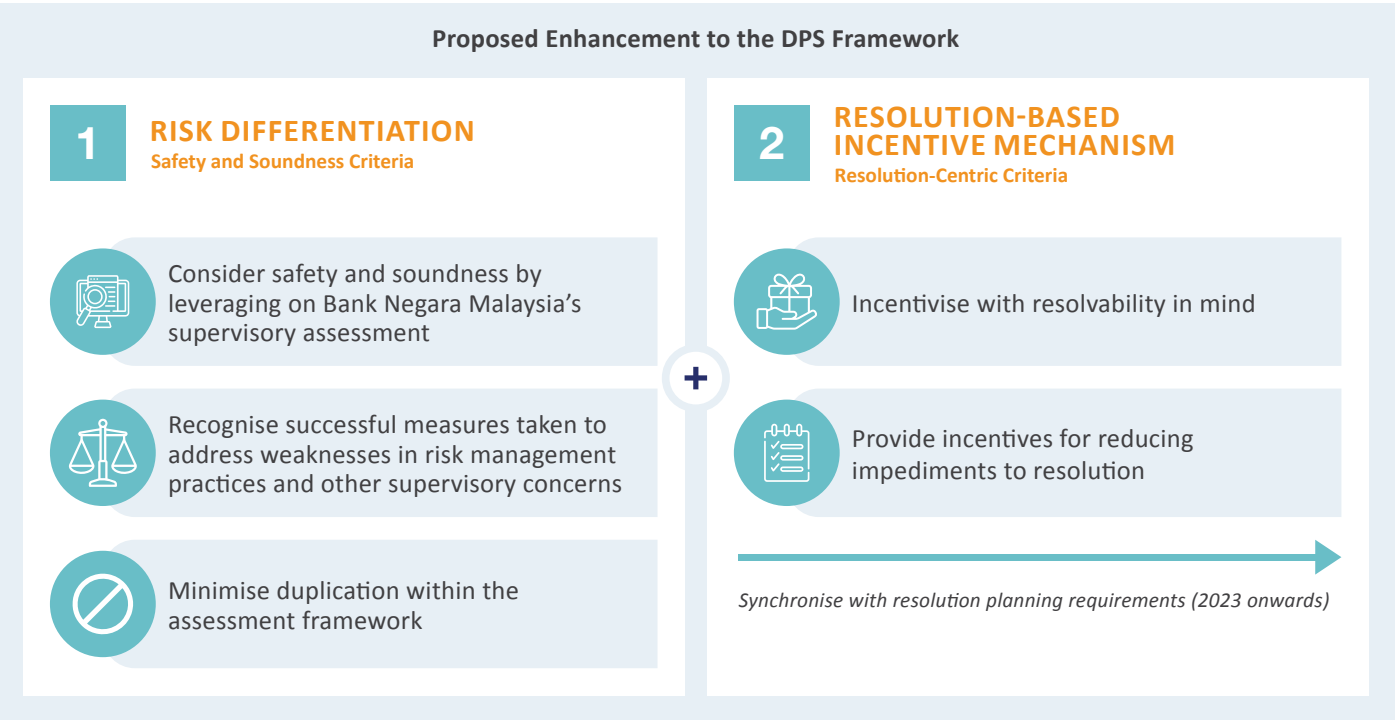 Proposed Enhancement to the DPS Framework
1
RISK DIFFERENTIATION
Safety and Soundness Criteria
Consider safety and soundness by
leveraging on Bank Negara Malaysia's
supervisory assessment
Recognise successful measures taken to
address weaknesses in risk management
practices and other supervisory concerns
Minimise duplication within the
assessment framework
+
2
RESOLUTION-BASED
INCENTIVE MECHANISM
Resolution-Centric Criteria
Incentivise with resolvability in mind
Provide incentives for reducing
impediments to resolution
Synchronise with resolution planning requirements (2023 onwards)